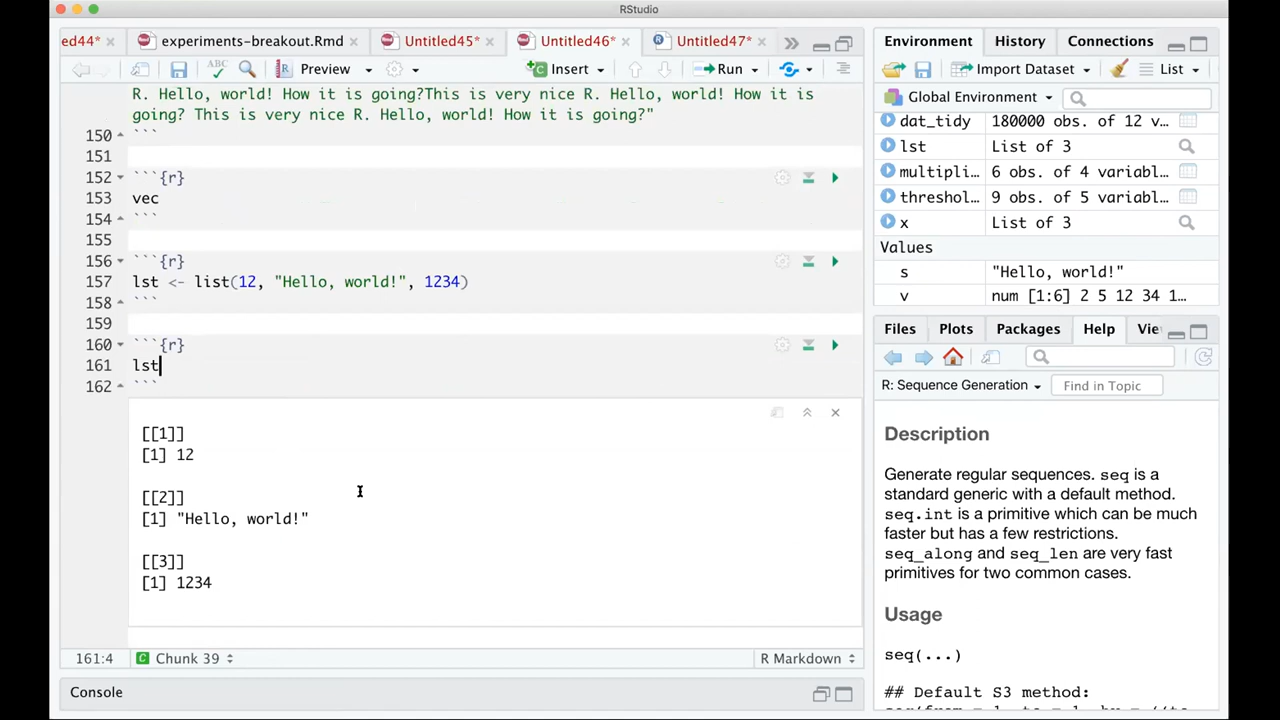 RStudio
ed44* experiments-breakout.Rmd Untitled45* Untitled46* Untitled47*
ABC Preview Insert Run
R. Hello, world! How it is going?This is very nice R. Hello, world! How it is
going? This is very nice R. Hello, world! How it is going?"
150 ```
151
152 ```{r}
153 vec
154 ```
155
156 ```{r}
157 lst <- list(12, "Hello, world!", 1234)
158 ```
159
160 ```{r}
161 lst
162 ```
[[1]]
[1] 12
[[2]]
[1] "Hello, world!"
[[3]]
[1] 1234
161:4 C Chunk 39 R Markdown
Console
Environment History Connections
Import Dataset List
Global Environment
dat_tidy 180000 obs. of 12 v…
lst List of 3
multipli… 6 obs. of 4 variabl…
threshol… 9 obs. of 5 variabl…
x List of 3
Values
s "Hello, world!"
v num [1:6] 2 5 12 34 1…
Files Plots Packages Help Vie
R: Sequence Generation Find in Topic
Description
Generate regular sequences. seq is a
standard generic with a default method.
seq.int is a primitive which can be much
faster but has a few restrictions.
seq_along and seq_len are very fast
primitives for two common cases.
Usage
seq(...)
## Default S3 method: